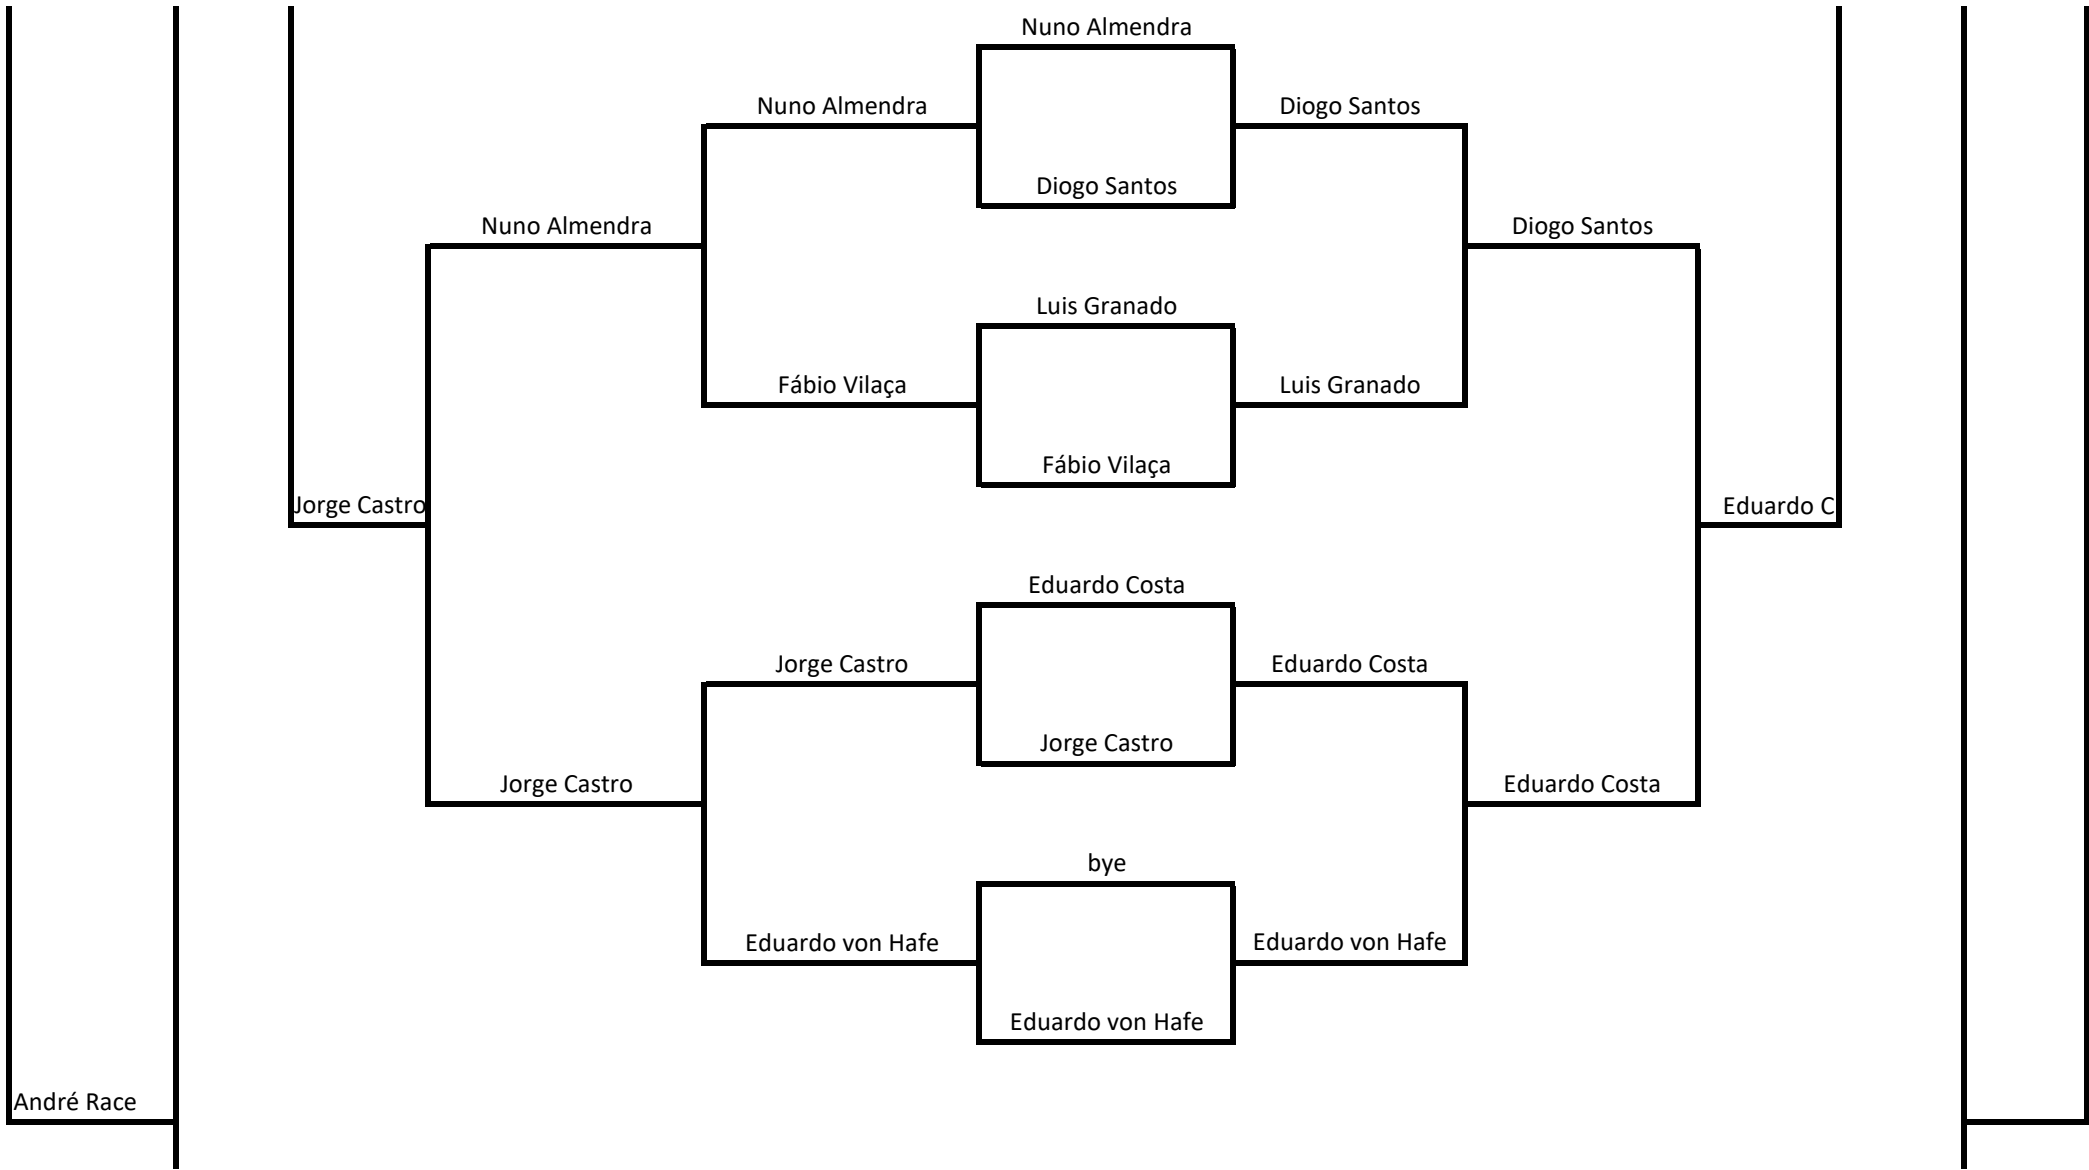 Nuno Almendra
Nuno Almendra
Diogo Santos
Diogo Santos
Nuno Almendra
Diogo Santos
Luis Granado
Fábio Vilaça
Luis Granado
Fábio Vilaça
Jorge Castro
Eduardo C
Eduardo Costa
Jorge Castro
Eduardo Costa
Jorge Castro
Jorge Castro
Eduardo Costa
bye
Eduardo von Hafe
Eduardo von Hafe
Eduardo von Hafe
André Race